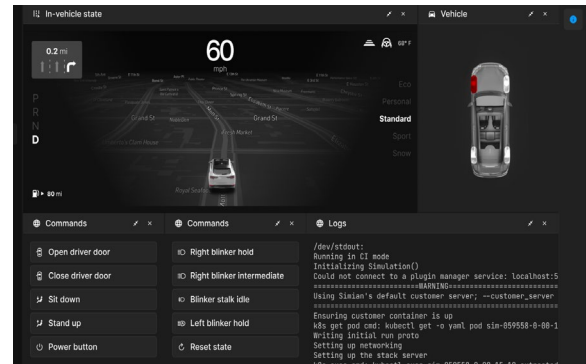 In-vehicle state
0.2 mi
60
mph
68° F
P
R
N
D
Eco
Personal
Standard
Sport
Snow
Grand St
Grand St
Fresh Market
Royal Seafood
80 mi
Vehicle
Commands
Open driver door
Close driver door
Sit down
Stand up
Power button
Commands
Right blinker hold
Right blinker intermediate
Blinker stalk idle
Left blinker hold
Reset state
Logs
/dev/stdout:
Running in CI mode
Initializing Simulation()
Could not connect to a plugin manager service: localhost:5
WARNING
Using Simian's default customer server; --customer_server
Ensuring customer container is up
k8s get pod cmd: kubectl get -o yaml pod sim-059558-0-00-1
Writing initial run proto
Setting up networking
Setting up the stack server